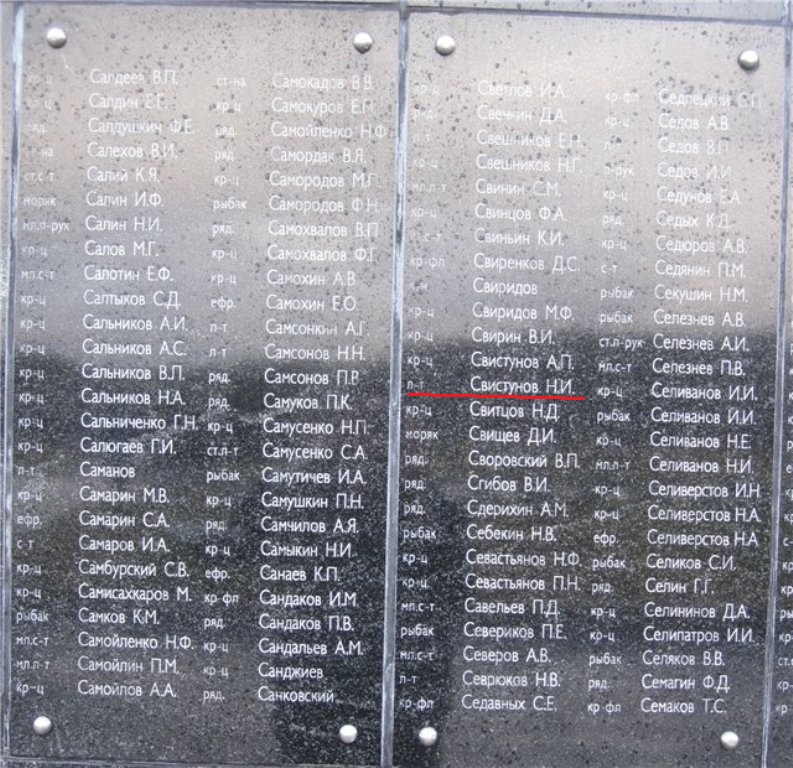 кр-ц Салдеев В.П.
Салдин Е.Г.
ряд. Салдушкин Ф.Е.
ст-на Салехов В.И.
ст.с-т Салий К.Я.
моряк Салин И.Ф.
мл.п-рук Салин Н.И.
кр-ц Салов М.Г.
мл.с-т Салотин Е.Ф.
кр-ц Салтыков С.Д.
кр-ц Сальников А.И.
кр-ц Сальников А.С.
кр-ц Сальников В.П.
кр-ц Сальников Н.А.
кр-ц Сальниченко Г.Н.
кр-ц Салюгаев Г.И.
л-т Саманов
кр-ц Самарин М.В.
ефр. Самарин С.А.
с-т Самаров И.А.
кр-ц Самбурский С.В.
кр-ц Самисахкаров М.
рыбак Самков К.М.
мл.с-т Самойленко Н.Ф.
мл.л-т Самойлин П.М.
кр-ц Самойлов А.А.
ст-на Самокадов В.В.
кр-ц Самокуров Е.П.
ряд. Самойленко Н.Ф.
ряд. Самордак В.Я.
кр-ц Самородов М.П.
рыбак Самородов Ф.Н.
ряд. Самохвалов В.П.
кр-ц Самохвалов Ф.Г.
кр-ц Самохин А.В.
ефр. Самохин Е.О.
л-т Самсонкин А.Г.
л-т Самсонов Н.Н.
ряд. Самсонов П.В.
ряд. Самуков П.К.
кр-ц Самусенко Н.П.
ст.л-т Самусенко С.А.
рыбак Самутичев И.А.
кр-ц Самушкин П.Н.
ряд. Самчилов А.Я.
кр-ц Самыкин Н.И.
ефр. Санаев К.П.
кр-фл Сандаков И.М.
ряд. Сандаков П.В.
кр-ц Сандальев А.М.
кр-ц Санджиев
ряд. Санковский
кр-ц Светлов И.А.
ряд. Свечкин Д.А.
л-т Свешников Е.Н.
кр-ц Свешников Н.Г.
мл.л-т Свинин С.М.
кр-ц Свинцов Ф.А.
с-т Свиньин К.И.
кр-фл Свиренков Д.С.
Свиридов
кр-ц Свиридов М.Ф.
кр-ц Свирин В.И.
кр-ц Свистунов А.П.
л-т Свистунов Н.И.
кр-ц Свитцов Н.Д.
моряк Свищев Д.И.
ряд. Своровский В.П.
ряд. Сгибов В.И.
ряд. Сдерихин А.М.
рыбак Себекин Н.В.
кр-ц Севастьянов Н.Ф.
кр-ц Севастьянов П.Н.
мл.с-т Савельев П.Д.
рыбак Севериков П.Е.
мл.с-т Северов А.В.
л-т Севрюков Н.В.
кр-фл Седавных С.Е.
кр-фл Седлецкий
кр-ц Седов А.В.
л-т Седов В.П.
п-рук Седов И.И.
кр-ц Седунов Е.А.
ряд. Седых К.Д.
кр-ц Седюров А.В.
с-т Седянин П.М.
рыбак Секушин Н.М.
рыбак Селезнев А.В.
ст.п-рук Селезнев А.И.
мл.с-т Селезнев П.В.
кр-ц Селиванов И.И.
рыбак Селиванов И.И.
кр-ц Селиванов Н.Е.
мл.л-т Селиванов Н.И.
кр-ц Селиверстов И.Н.
кр-ц Селиверстов Н.А.
ефр. Селиверстов Н.А.
рыбак Селиков С.И.
ряд. Селин Г.Г.
кр-ц Селининов Д.А.
кр-ц Селипатров И.И.
рыбак Селяков В.В.
ряд. Семагин Ф.Д.
кр-фл Семаков Т.С.